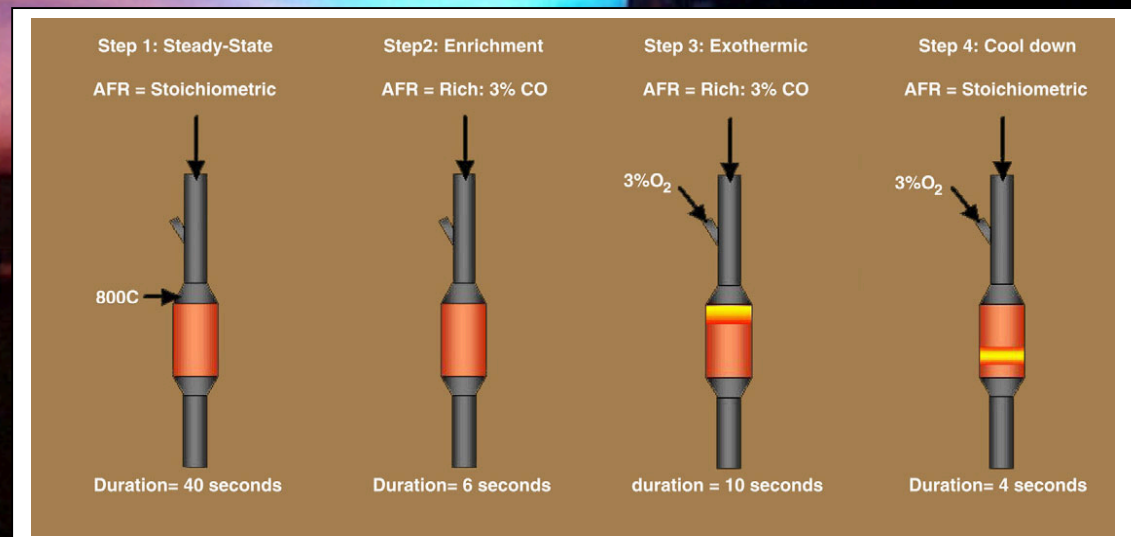 Step 1: Steady-State
AFR = Stoichiometric
800C
Duration= 40 seconds
Step2: Enrichment
AFR = Rich: 3% CO
Duration= 6 seconds
Step 3: Exothermic
AFR = Rich: 3% CO
3%O₂
duration = 10 seconds
Step 4: Cool down
AFR = Stoichiometric
3%O₂
Duration= 4 seconds